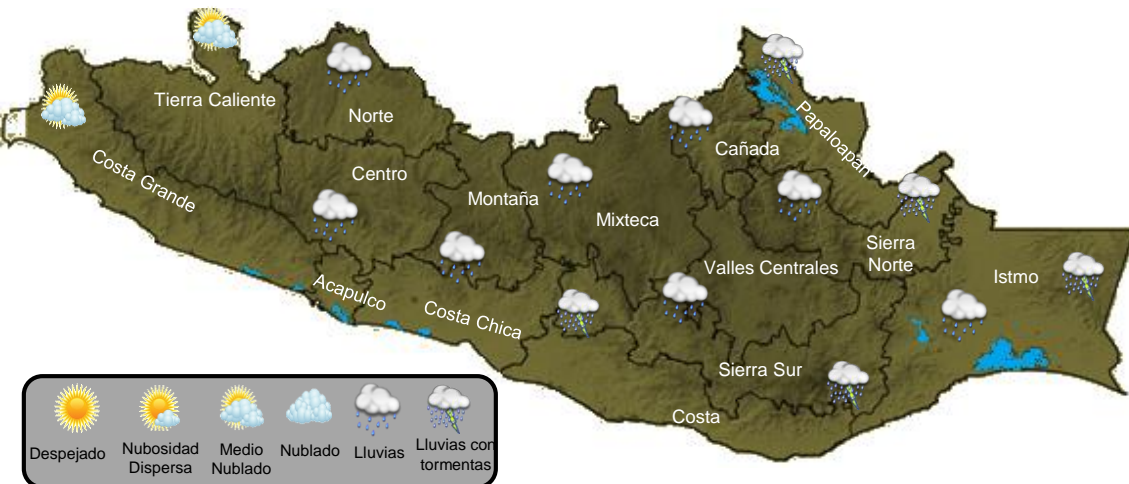 Tierra Caliente
Norte
Papaloapan
Cañada
Costa Grande
Centro
Montaña
Mixteca
Sierra
Norte
Valles Centrales
Istmo
Acapulco
Costa Chica
Sierra Sur
Costa
Despejado
Nubosidad
Dispersa
Medio
Nublado
Nublado
Lluvias
Lluvias con
tormentas